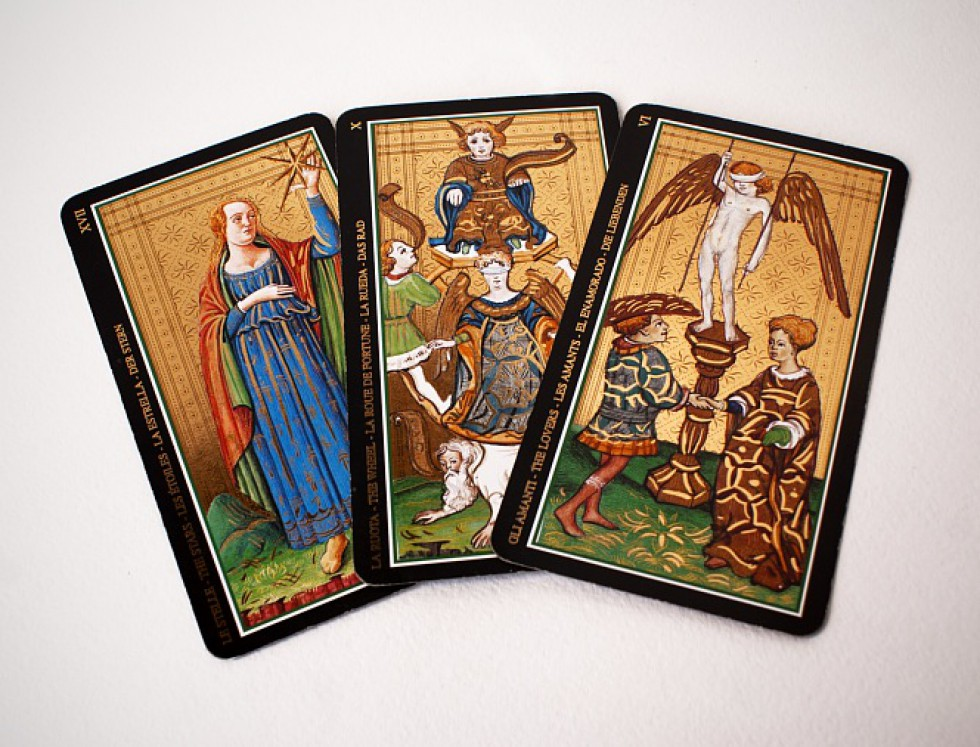 XVII
LE STELLE - THE STARS - LES ÉTOILES - LA ESTRELLA - DER STERN
X
LA RUOTA - THE WHEEL - LA ROUE DE FORTUNE - LA RUEDA - DAS RAD
VI
GLI AMANTI - THE LOVERS - LES AMANTS - EL ENAMORADO - DIE LIEBENDEN